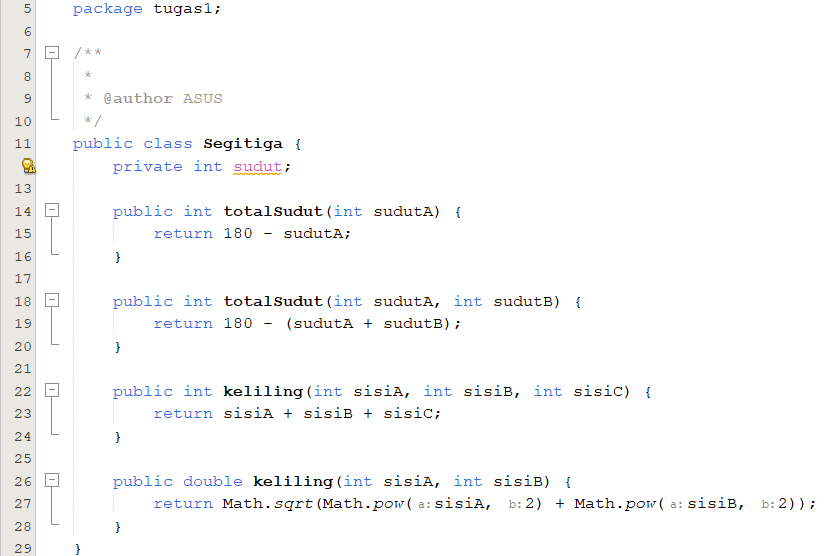 5 package tugas1;
6
7 /**
8 *
9 * @author ASUS
10 */
11 public class Segitiga {
private int sudut;
13
14 public int totalSudut(int sudutA) {
15 return 180 - sudutA;
16 }
17
18 public int totalSudut(int sudutA, int sudutB) {
19 return 180 - (sudutA + sudutB);
20 }
21
22 public int keliling(int sisiA, int sisiB, int sisiC) {
23 return sisiA + sisiB + sisiC;
24 }
25
26 public double keliling(int sisiA, int sisiB) {
27 return Math.sqrt(Math.pow(a:sisiA, b:2) + Math.pow(a:sisiB, b:2));
28 }
29 }